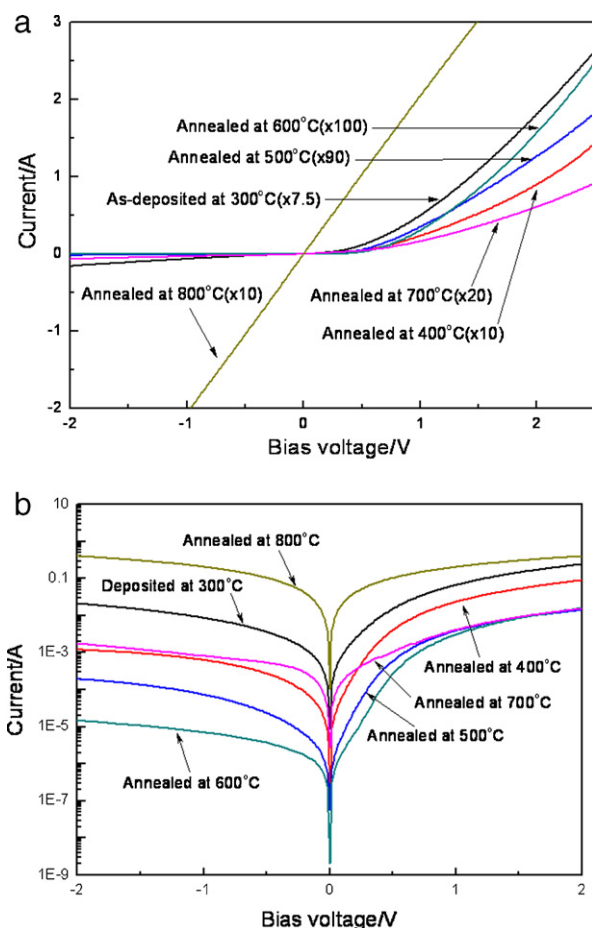 a
3
2
1
0
-1
-2
Current/A
Annealed at 600°C(x100)
Annealed at 500°C(x90)
As-deposited at 300°C(x7.5)
Annealed at 800°C(x10)
Annealed at 700°C(x20)
Annealed at 400°C(x10)
-2
-1
0
1
2
Bias voltage/V
b
10
0.1
1E-3
1E-5
1E-7
1E-9
Current/A
Annealed at 800°C
Deposited at 300°C
Annealed at 400°C
Annealed at 700°C
Annealed at 500°C
Annealed at 600°C
-2
-1
0
1
2
Bias voltage/V